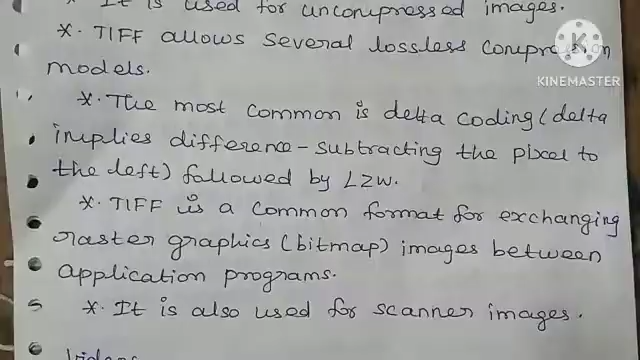 * It is used for uncompressed images.
*. TIFF allows several lossless compression
models.
*. The most common is delta coding (delta
implies difference - subtracting the pixel to
the left) followed by LZW.
*. TIFF is a common format for exchanging
raster graphics (bitmap) images between
application programs.
*. It is also used for scanner images.
KINEMASTER